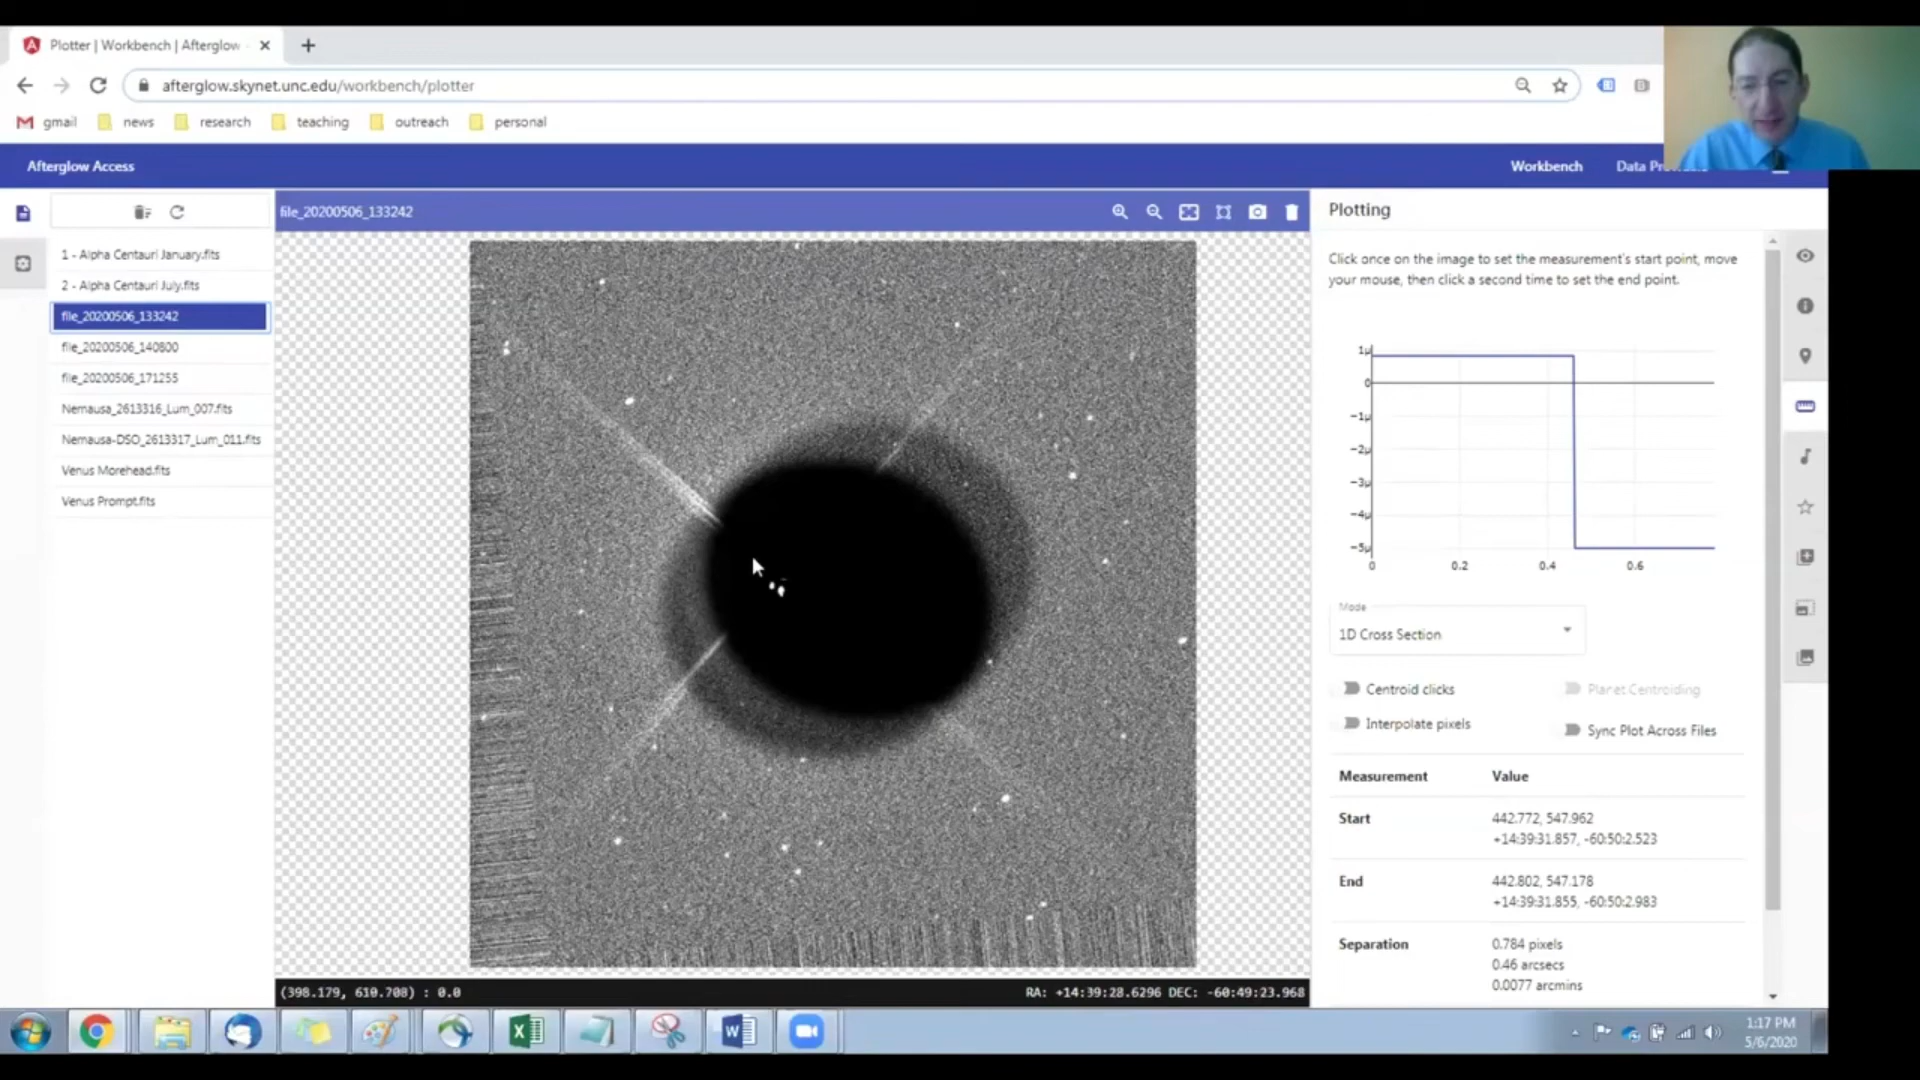 Plotter | Workbench | Afterglow
afterglow.skynet.unc.edu/workbench/plotter
gmail news research teaching outreach personal
Afterglow Access
Workbench
file_20200506_133242
Plotting
1 - Alpha Centauri January.fits
2 - Alpha Centauri July.fits
file_20200506_133242
file_20200506_140800
file_20200506_171255
Nemausa_2613316_Lum_007.fits
Nemausa-DSO_2613317_Lum_011.fits
Venus Morehead.fits
Venus Prompt.fits
Click once on the image to set the measurement's start point, move
your mouse, then click a second time to set the end point.
1μ
0
−1μ
−2μ
−3μ
−4μ
−5μ
0 0.2 0.4 0.6
Mode
1D Cross Section
Centroid clicks
Planet Centroiding
Interpolate pixels
Sync Plot Across Files
Measurement Value
Start 442.772, 547.962
+14:39:31.857, -60:50:2.523
End 442.802, 547.178
+14:39:31.855, -60:50:2.983
Separation 0.784 pixels
0.46 arcsecs
0.0077 arcmins
(398.179, 610.708) : 0.0
RA: +14:39:28.6296 DEC: -60:49:23.968
1:17 PM
5/6/2020